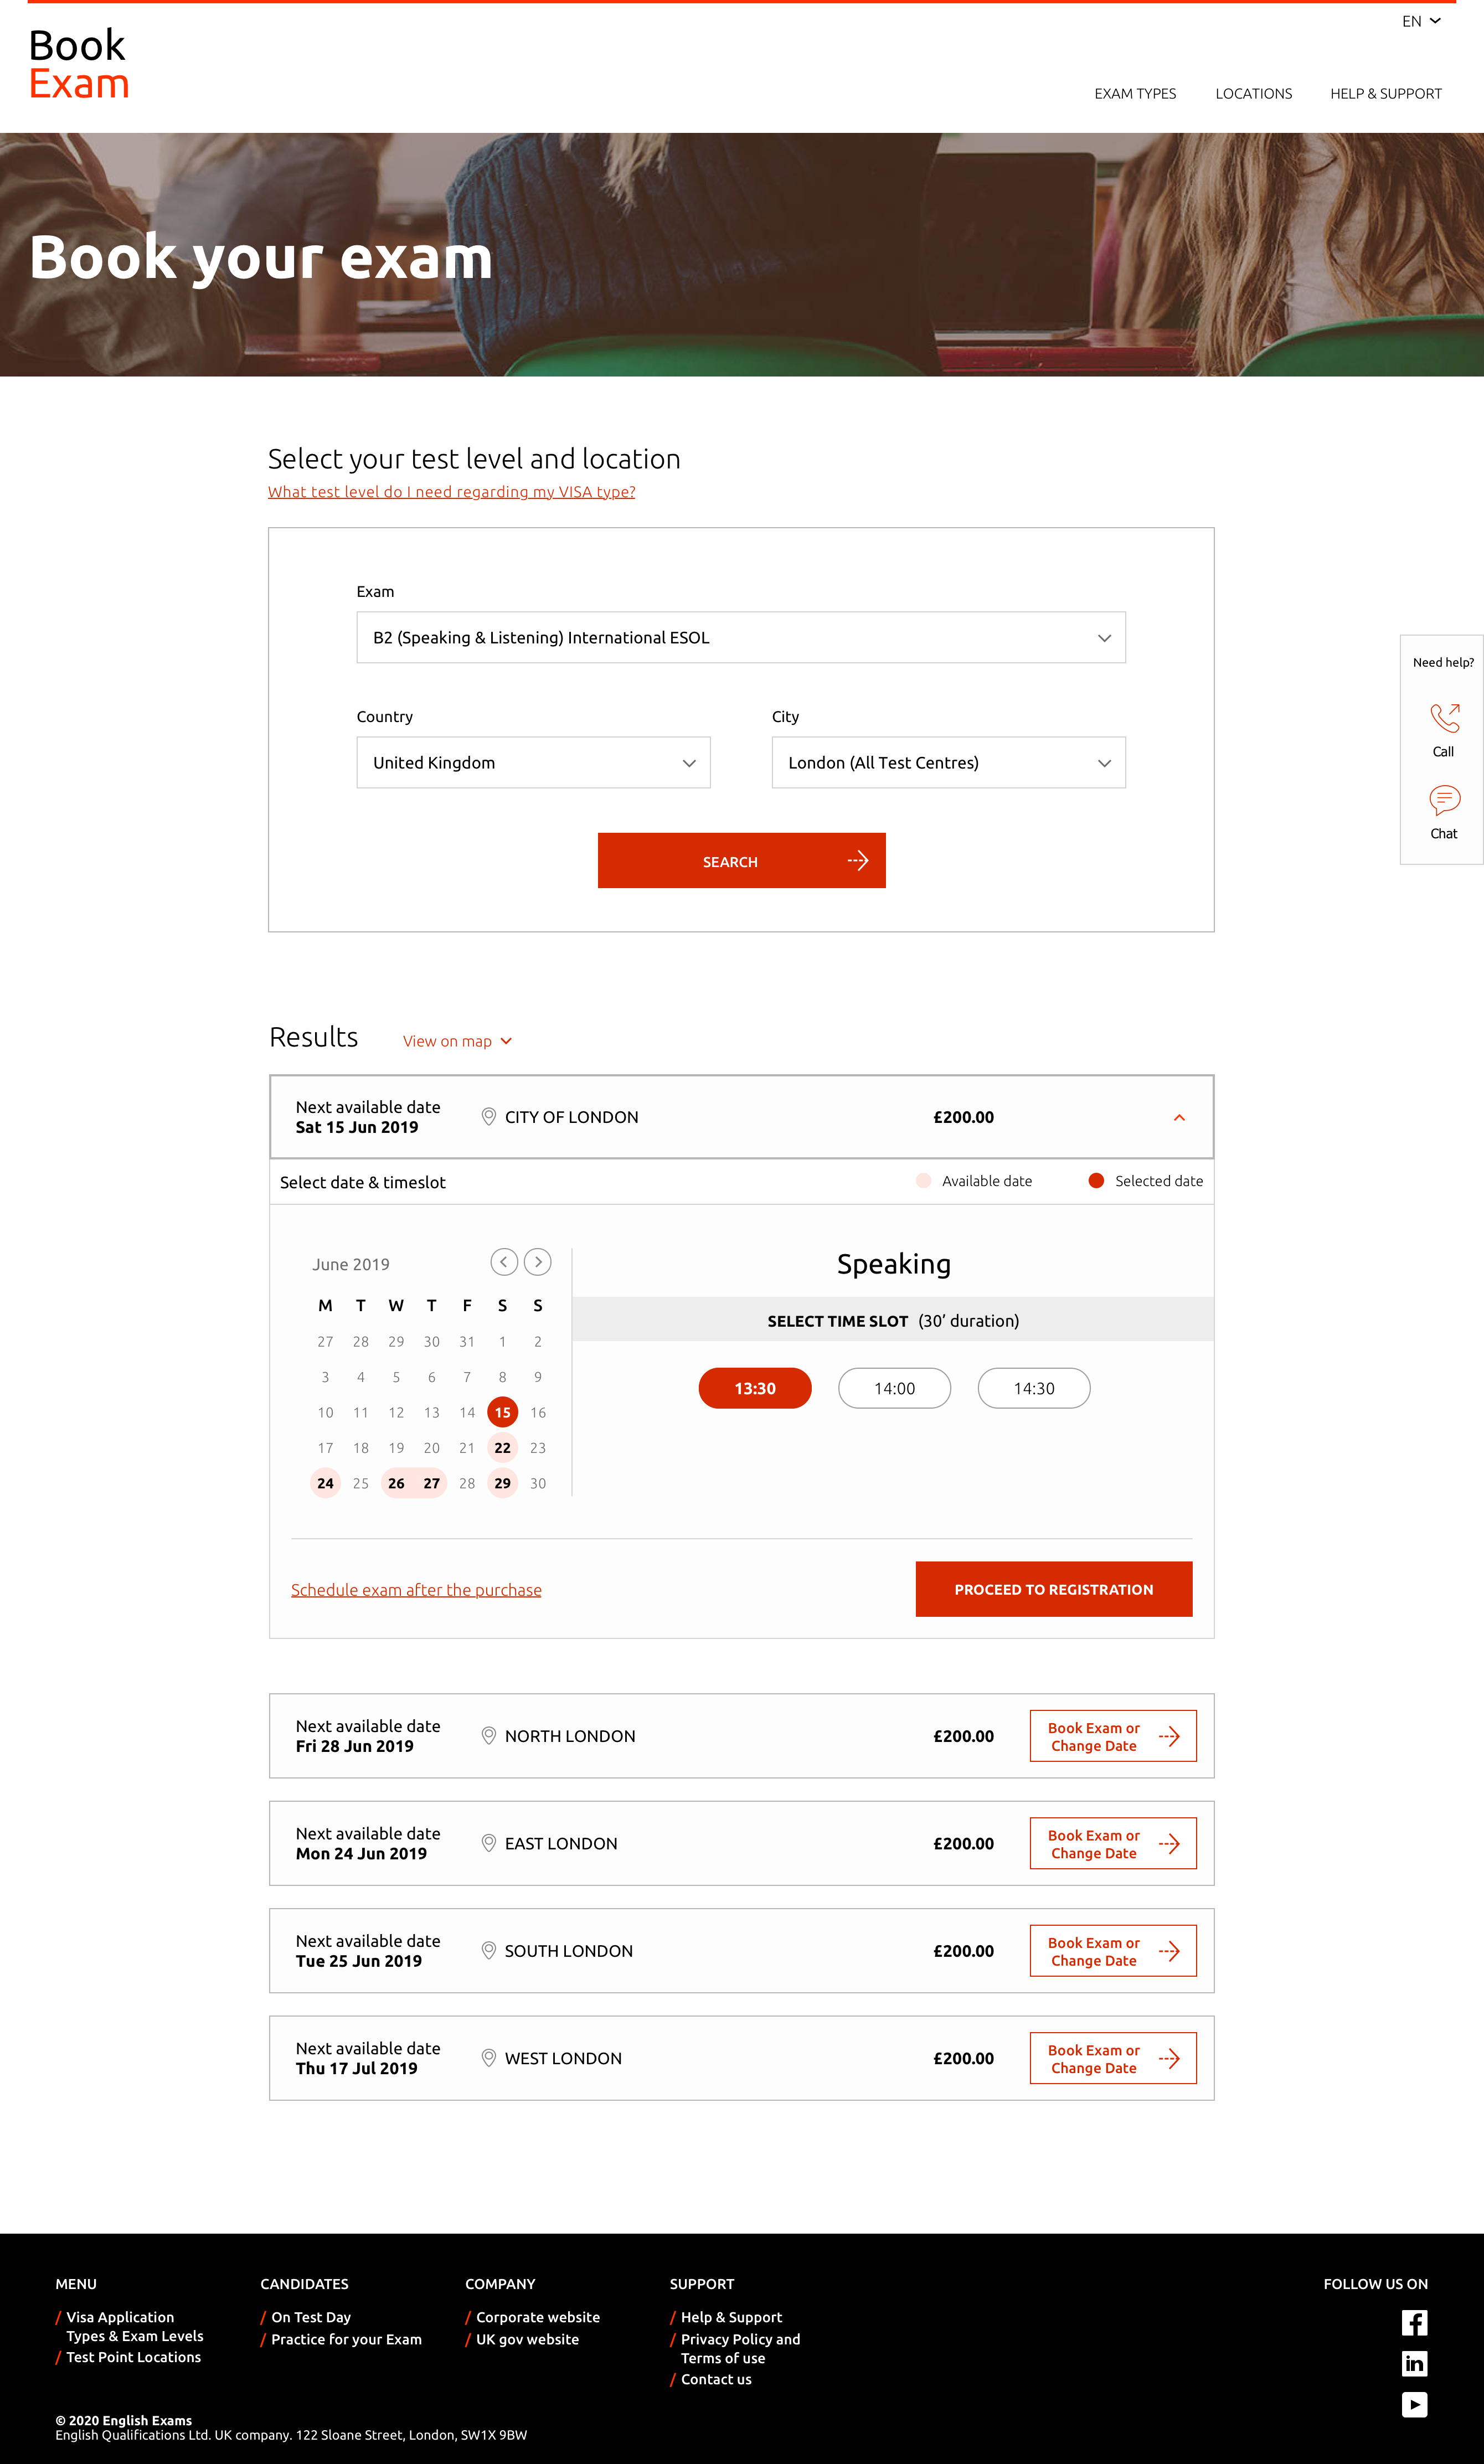 Book
Exam
EN
EXAM TYPES LOCATIONS HELP & SUPPORT
Book your exam
Select your test level and location
What test level do I need regarding my VISA type?
Exam
B2 (Speaking & Listening) International ESOL
Country City
United Kingdom London (All Test Centres)
SEARCH
Need help?
Call
Chat
Results View on map
Next available date
Sat 15 Jun 2019
CITY OF LONDON £200.00
Select date & timeslot Available date Selected date
June 2019
M T W T F S S
27 28 29 30 31 1 2
3 4 5 6 7 8 9
10 11 12 13 14 15 16
17 18 19 20 21 22 23
24 25 26 27 28 29 30
Speaking
SELECT TIME SLOT (30’ duration)
13:30 14:00 14:30
Schedule exam after the purchase PROCEED TO REGISTRATION
Next available date
Fri 28 Jun 2019
NORTH LONDON £200.00
Book Exam or
Change Date
Next available date
Mon 24 Jun 2019
EAST LONDON £200.00
Book Exam or
Change Date
Next available date
Tue 25 Jun 2019
SOUTH LONDON £200.00
Book Exam or
Change Date
Next available date
Thu 17 Jul 2019
WEST LONDON £200.00
Book Exam or
Change Date
MENU
/ Visa Application
Types & Exam Levels
/ Test Point Locations
CANDIDATES
/ On Test Day
/ Practice for your Exam
COMPANY
/ Corporate website
/ UK gov website
SUPPORT
/ Help & Support
/ Privacy Policy and
Terms of use
/ Contact us
FOLLOW US ON
f
in
© 2020 English Exams
English Qualifications Ltd. UK company. 122 Sloane Street, London, SW1X 9BW